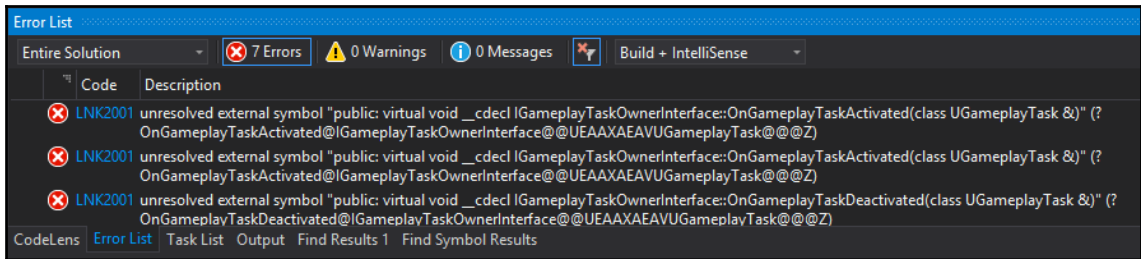 Error List
Entire Solution 7 Errors 0 Warnings 0 Messages Build + IntelliSense
Code Description
LNK2001 unresolved external symbol "public: virtual void __cdecl IGameplayTaskOwnerInterface::OnGameplayTaskActivated(class UGameplayTask &)" (?
OnGameplayTaskActivated@IGameplayTaskOwnerInterface@@UEAAXAEAVUGameplayTask@@@Z)
LNK2001 unresolved external symbol "public: virtual void __cdecl IGameplayTaskOwnerInterface::OnGameplayTaskActivated(class UGameplayTask &)" (?
OnGameplayTaskActivated@IGameplayTaskOwnerInterface@@UEAAXAEAVUGameplayTask@@@Z)
LNK2001 unresolved external symbol "public: virtual void __cdecl IGameplayTaskOwnerInterface::OnGameplayTaskDeactivated(class UGameplayTask &)" (?
OnGameplayTaskDeactivated@IGameplayTaskOwnerInterface@@UEAAXAEAVUGameplayTask@@@Z)
CodeLens Error List Task List Output Find Results 1 Find Symbol Results